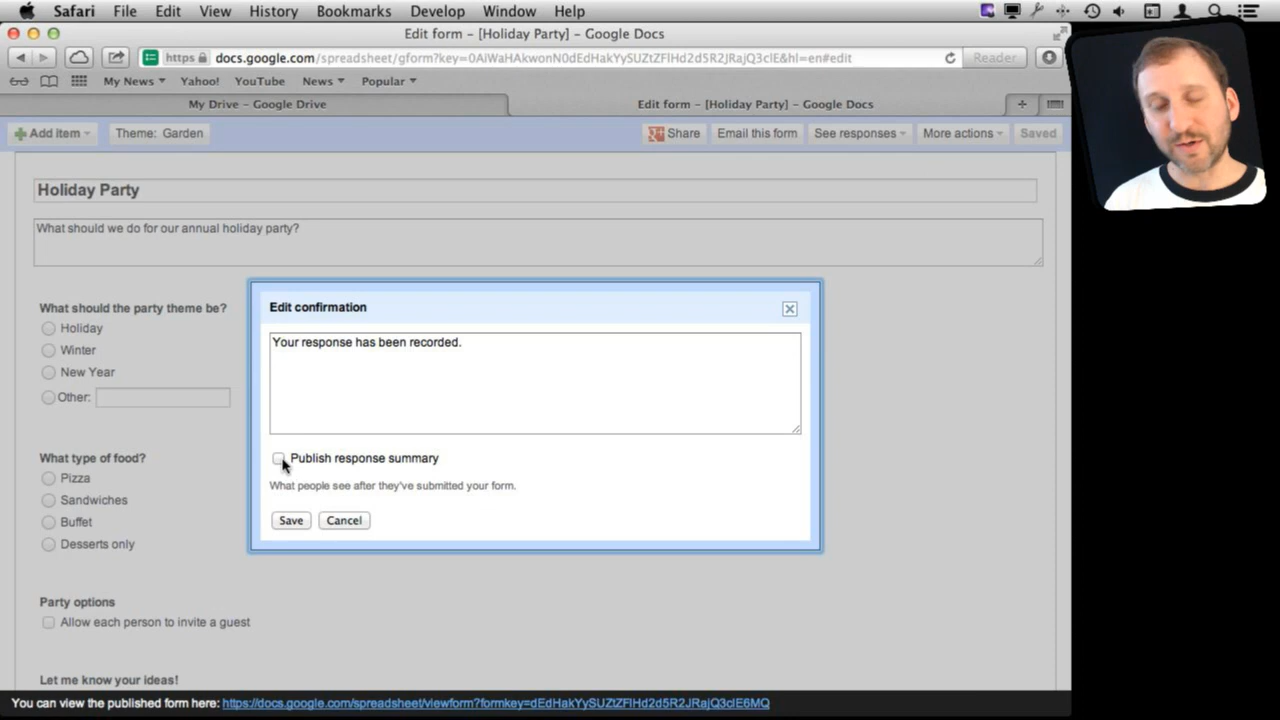 Safari File Edit View History Bookmarks Develop Window Help
Edit form - [Holiday Party] - Google Docs
https docs.google.com/spreadsheet/gform?key=0AiWaHAkwonN0dEdHakYySUZtZFlHd2d5R2JRajQ3clE&hl=en#edit Reader
My News Yahoo! YouTube News Popular
My Drive - Google Drive Edit form - [Holiday Party] - Google Docs
Add item Theme: Garden Share Email this form See responses More actions Saved
Holiday Party
What should we do for our annual holiday party?
What should the party theme be?
Holiday
Winter
New Year
Other:
What type of food?
Pizza
Sandwiches
Buffet
Desserts only
Party options
Allow each person to invite a guest
Let me know your ideas!
Edit confirmation
Your response has been recorded.
Publish response summary
What people see after they've submitted your form.
Save Cancel
You can view the published form here: https://docs.google.com/spreadsheet/viewform?formkey=dEdHakYySUZtZFlHd2d5R2JRajQ3clE6MQ